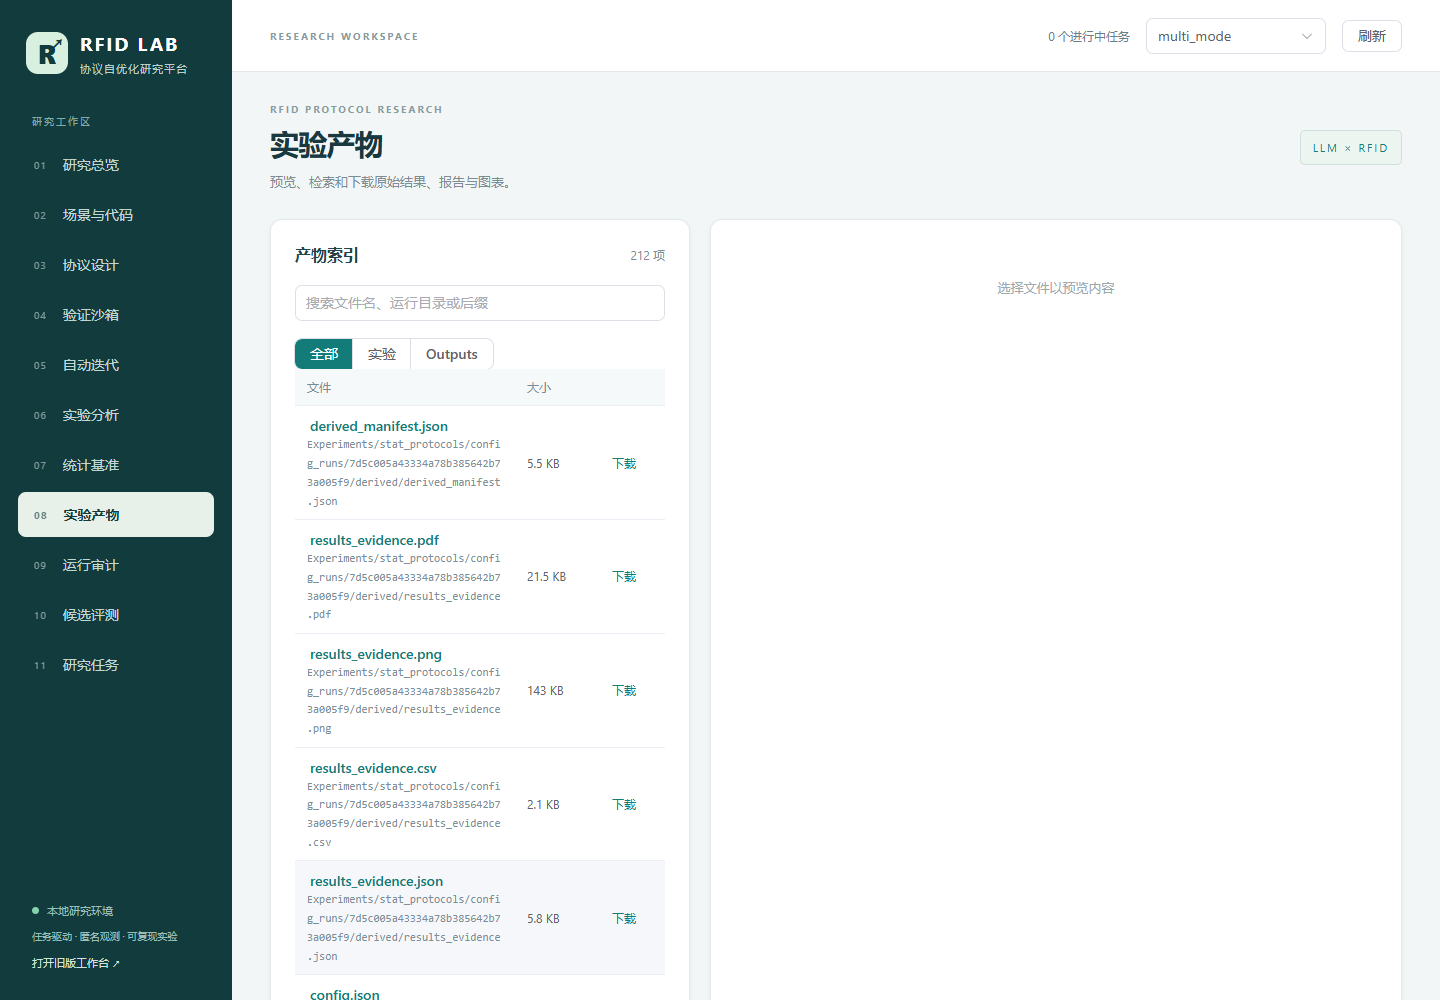 RFID LAB
协议自优化研究平台
研究工作区
01 研究总览
02 场景与代码
03 协议设计
04 验证沙箱
05 自动迭代
06 实验分析
07 统计基准
08 实验产物
09 运行审计
10 候选评测
11 研究任务
本地研究环境
任务驱动 · 匿名观测 · 可复现实验
打开旧版工作台 ↗
RESEARCH WORKSPACE
0 个进行中任务
multi_mode
刷新
RFID PROTOCOL RESEARCH
实验产物
预览、检索和下载原始结果、报告与图表。
LLM × RFID
产物索引
212 项
搜索文件名、运行目录或后缀
全部 实验 Outputs
文件 大小
derived_manifest.json
Experiments/stat_protocols/confi
g_runs/7d5c005a43334a78b385642b7
3a005f9/derived/derived_manifest
.json
5.5 KB 下载
results_evidence.pdf
Experiments/stat_protocols/confi
g_runs/7d5c005a43334a78b385642b7
3a005f9/derived/results_evidence
.pdf
21.5 KB 下载
results_evidence.png
Experiments/stat_protocols/confi
g_runs/7d5c005a43334a78b385642b7
3a005f9/derived/results_evidence
.png
143 KB 下载
results_evidence.csv
Experiments/stat_protocols/confi
g_runs/7d5c005a43334a78b385642b7
3a005f9/derived/results_evidence
.csv
2.1 KB 下载
results_evidence.json
Experiments/stat_protocols/confi
g_runs/7d5c005a43334a78b385642b7
3a005f9/derived/results_evidence
.json
5.8 KB 下载
config.json
选择文件以预览内容